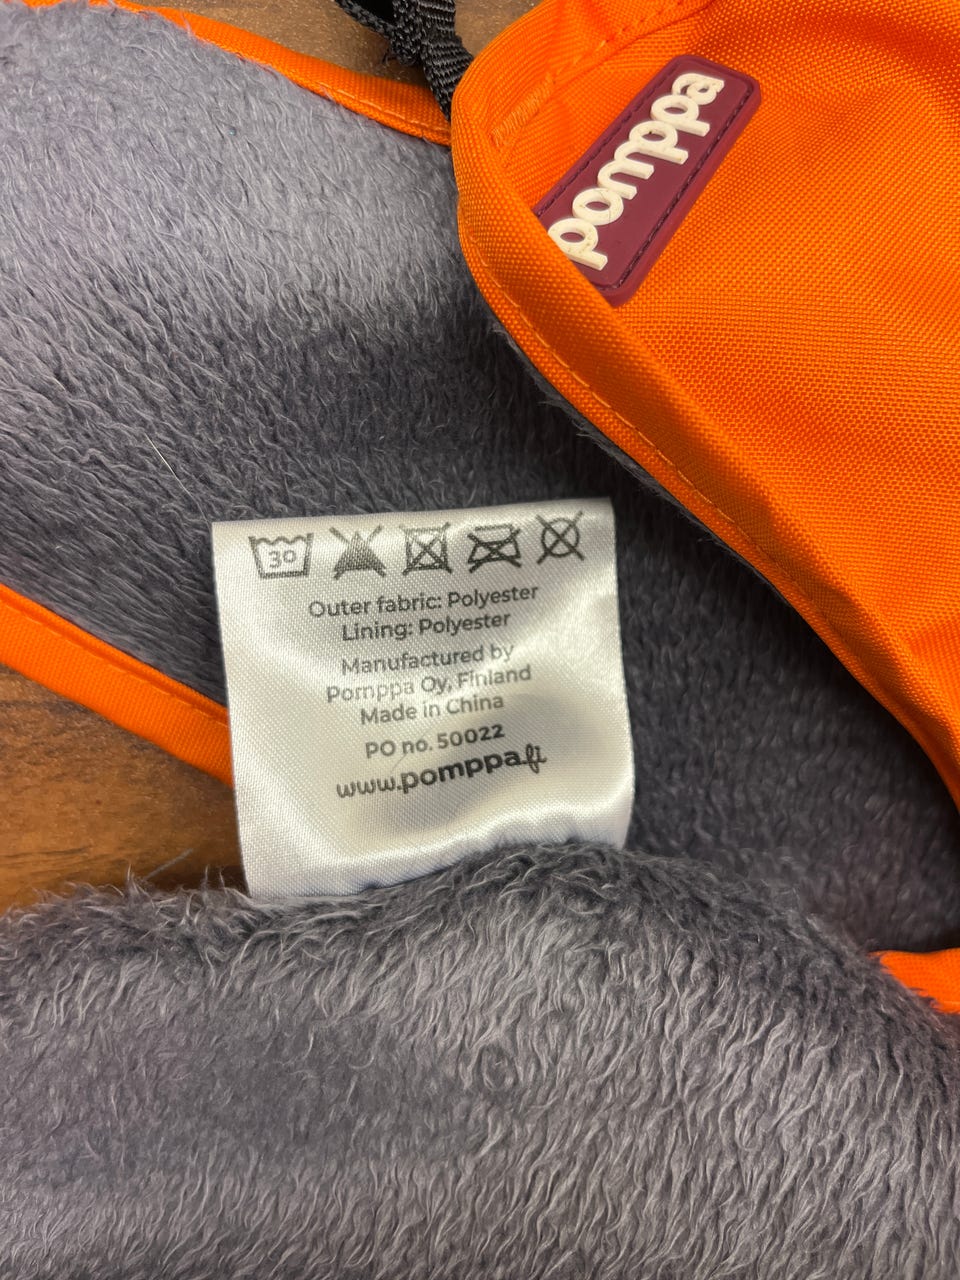 pomppa
30
Outer fabric: Polyester
Lining: Polyester
Manufactured by
Pomppa Oy, Finland
Made in China
PO no. 50022
www.pomppa.fi